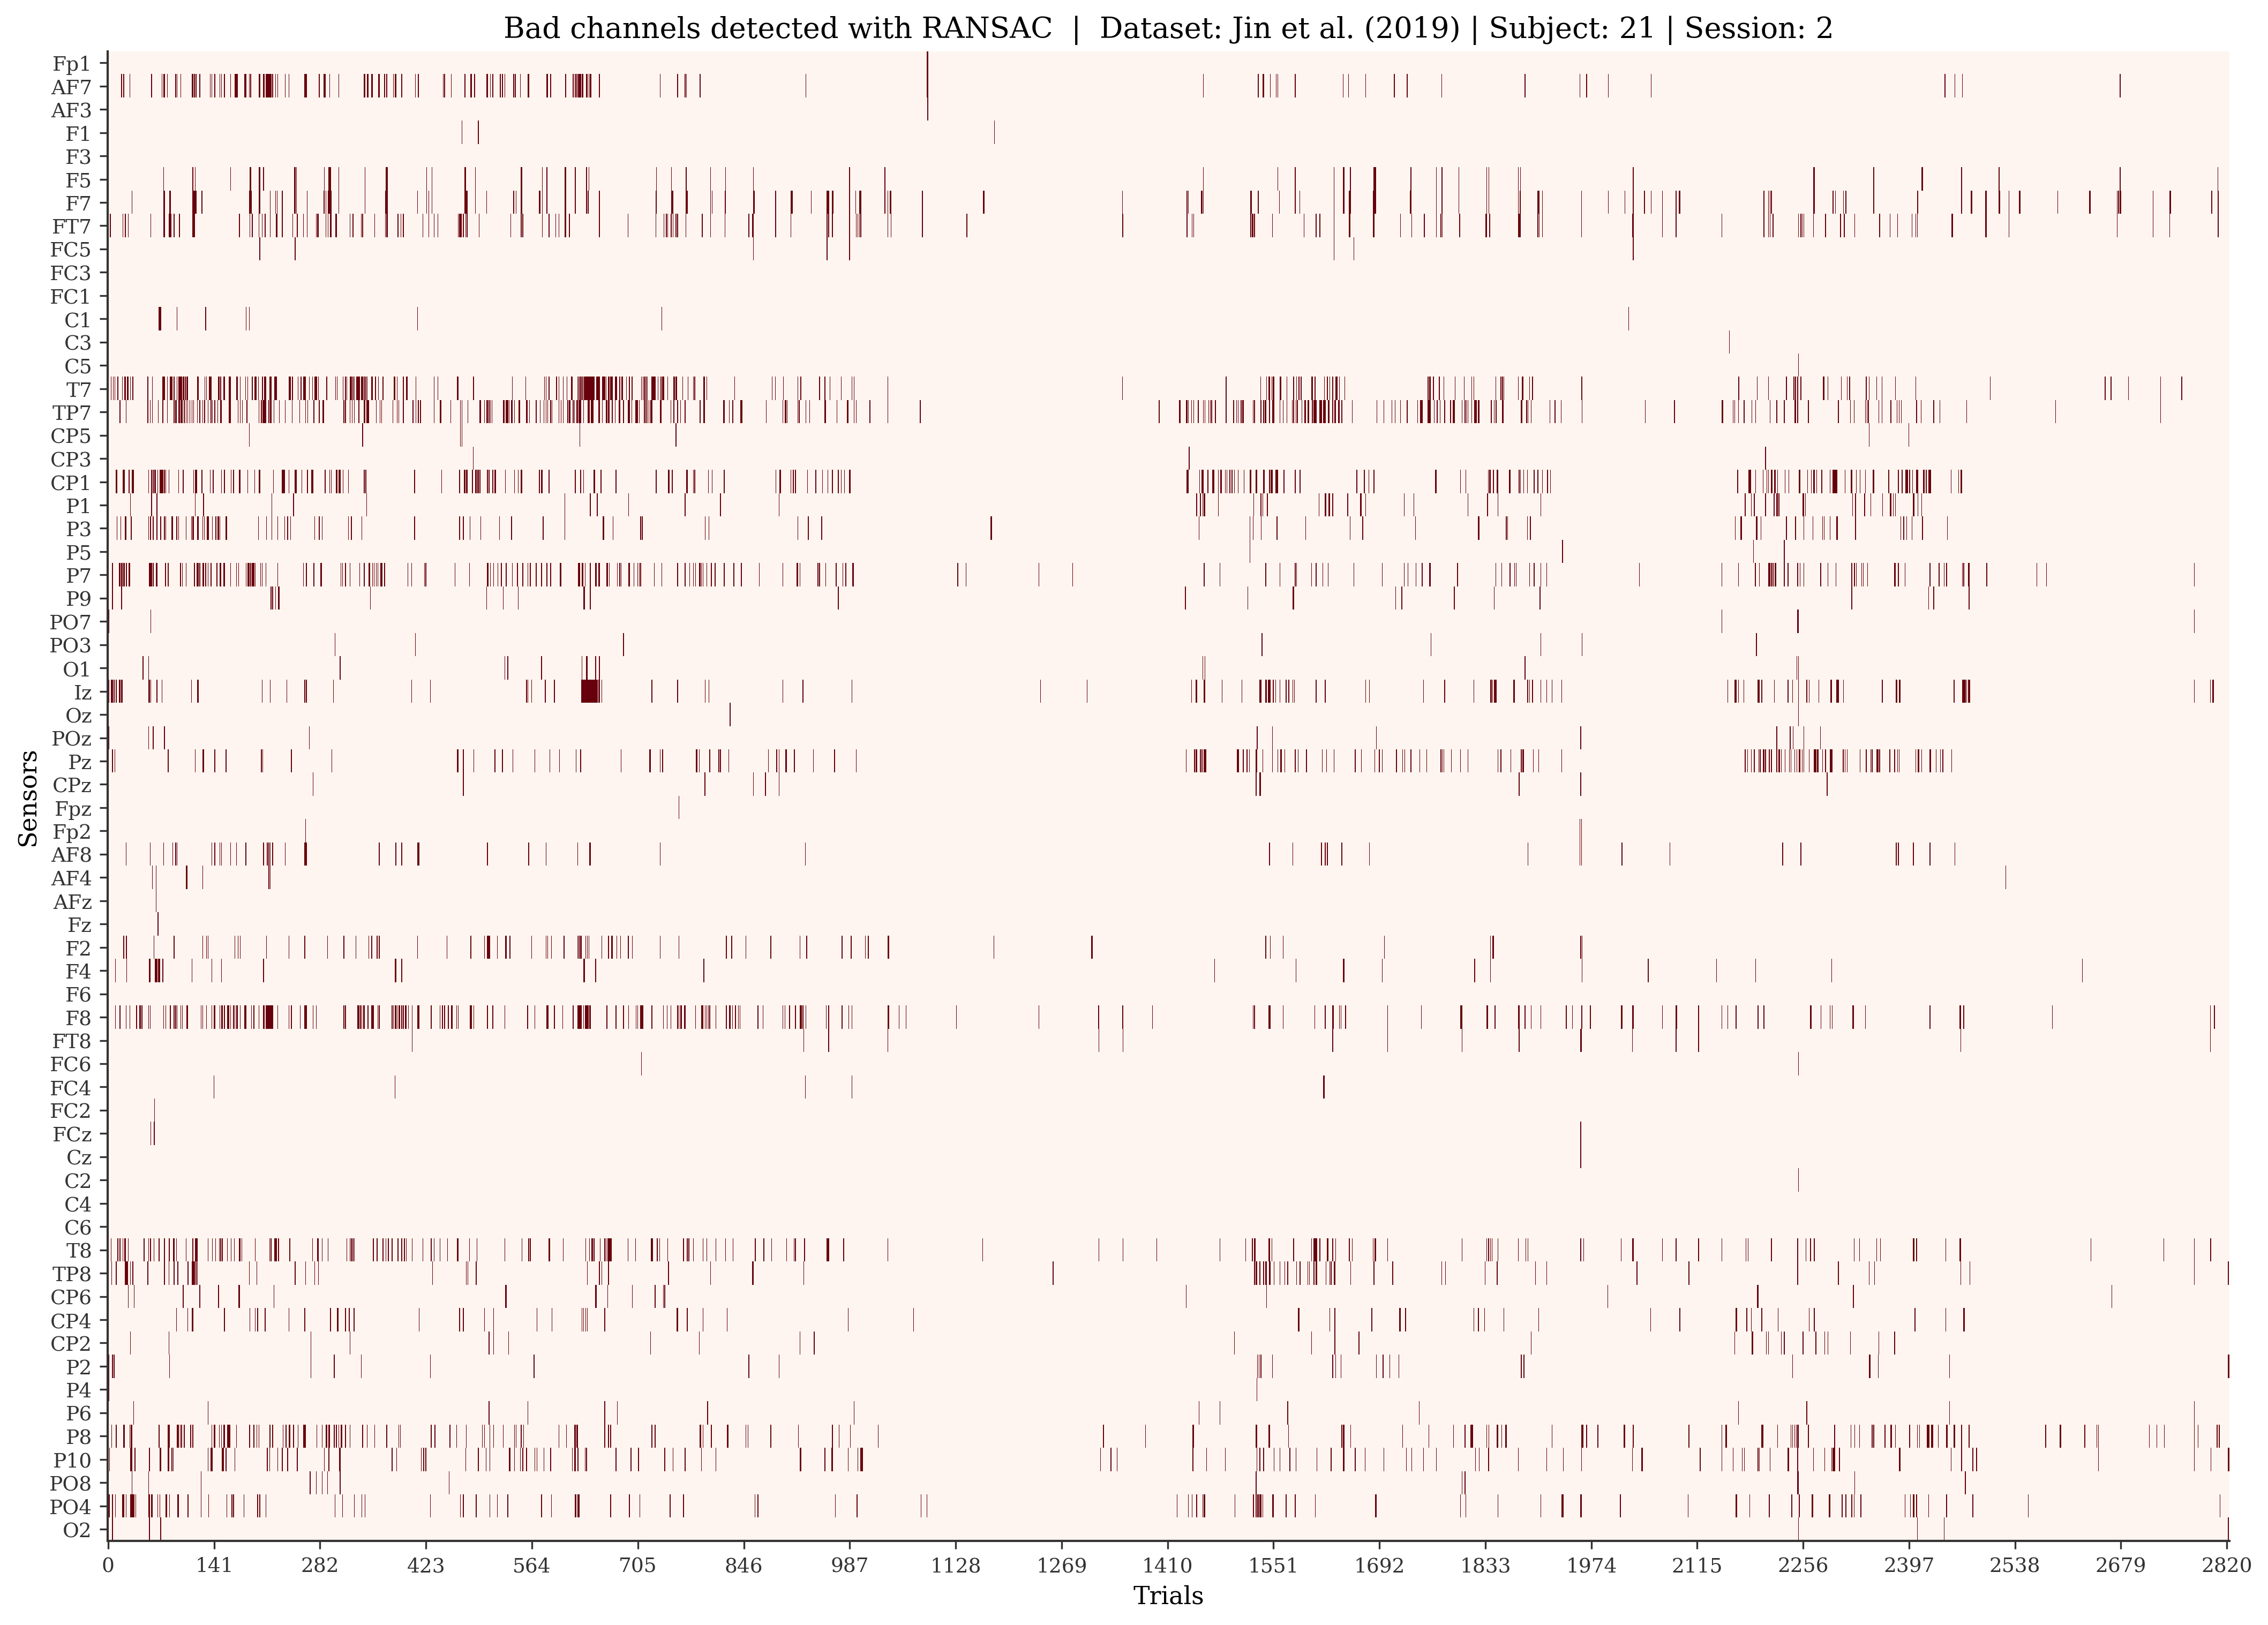 Bad channels detected with RANSAC | Dataset: Jin et al. (2019) | Subject: 21 | Session: 2
Sensors
Fp1
AF7
AF3
F1
F3
F5
F7
FT7
FC5
FC3
FC1
C1
C3
C5
T7
TP7
CP5
CP3
CP1
P1
P3
P5
P7
P9
PO7
PO3
O1
Iz
Oz
POz
Pz
CPz
Fpz
Fp2
AF8
AF4
AFz
Fz
F2
F4
F6
F8
FT8
FC6
FC4
FC2
FCz
Cz
C2
C4
C6
T8
TP8
CP6
CP4
CP2
P2
P4
P6
P8
P10
PO8
PO4
O2
0 141 282 423 564 705 846 987 1128 1269 1410 1551 1692 1833 1974 2115 2256 2397 2538 2679 2820
Trials